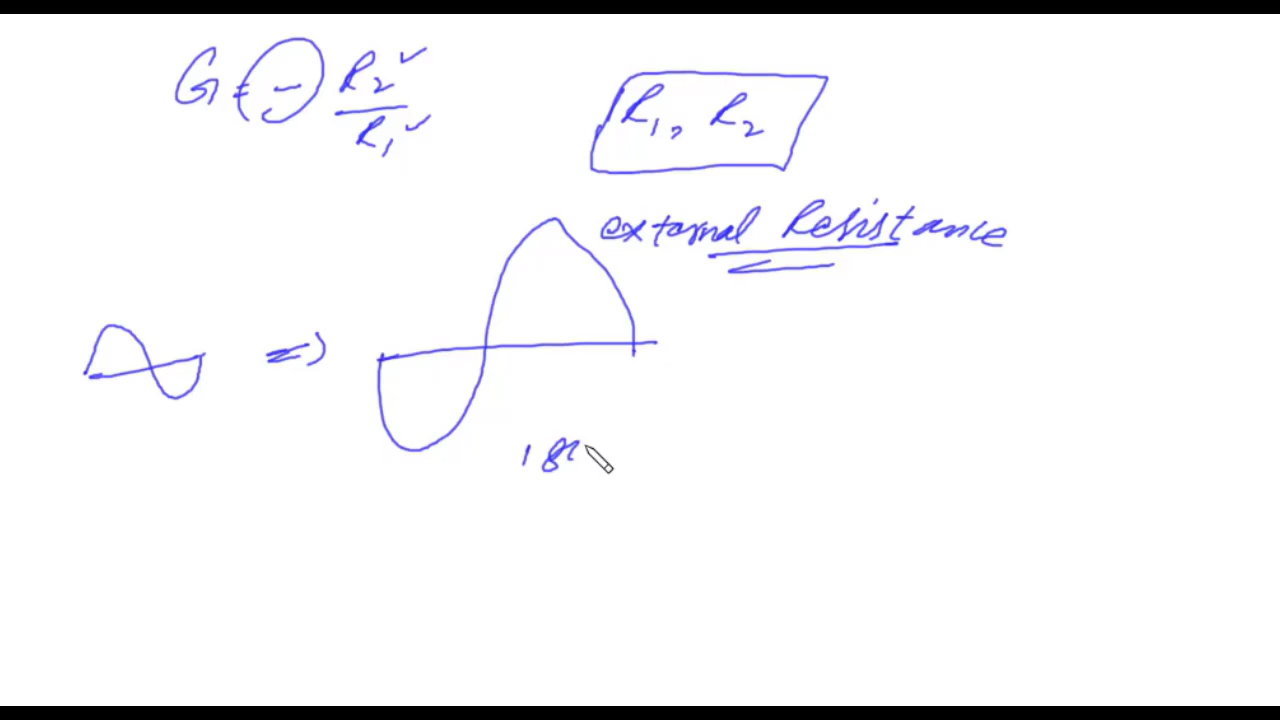 G = - R₂ / R₁
R₁, R₂
external Resistance
18